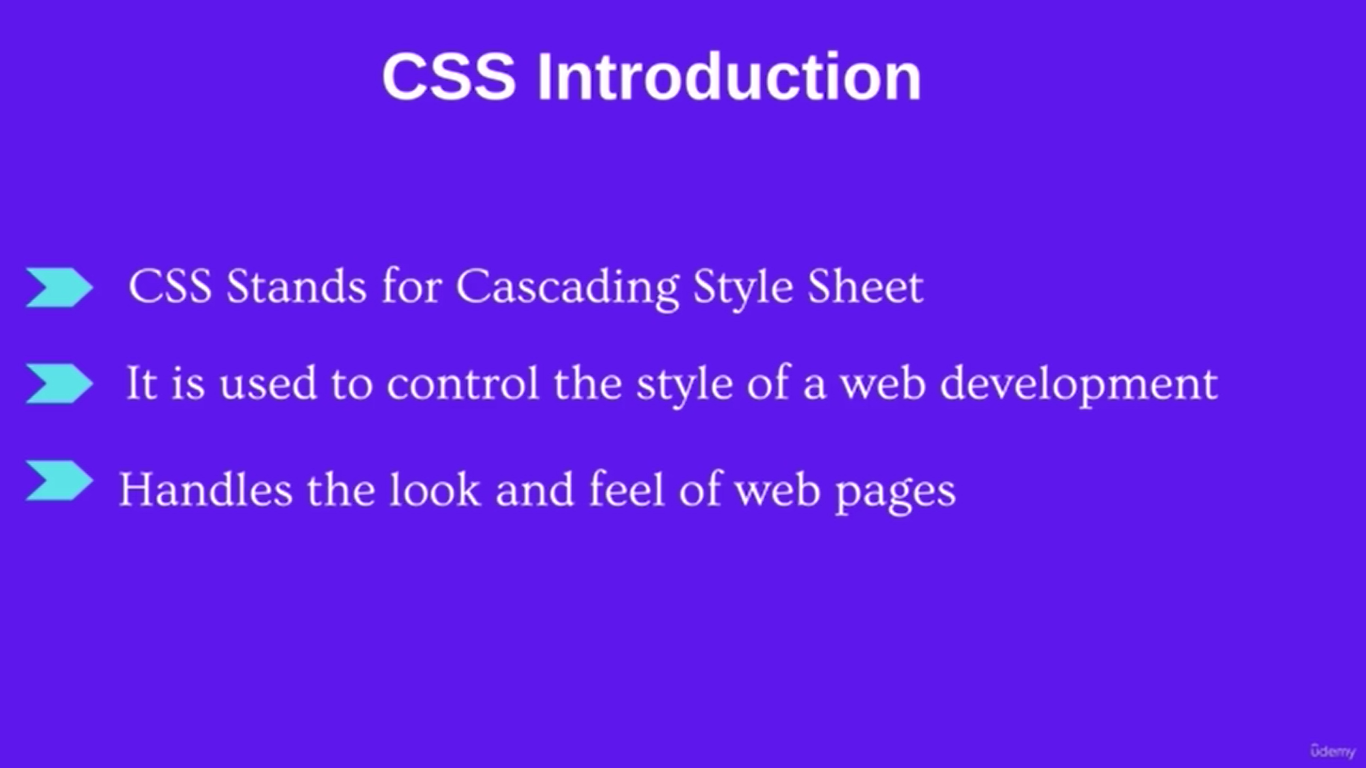 CSS Introduction
CSS Stands for Cascading Style Sheet
It is used to control the style of a web development
Handles the look and feel of web pages
ûdemy